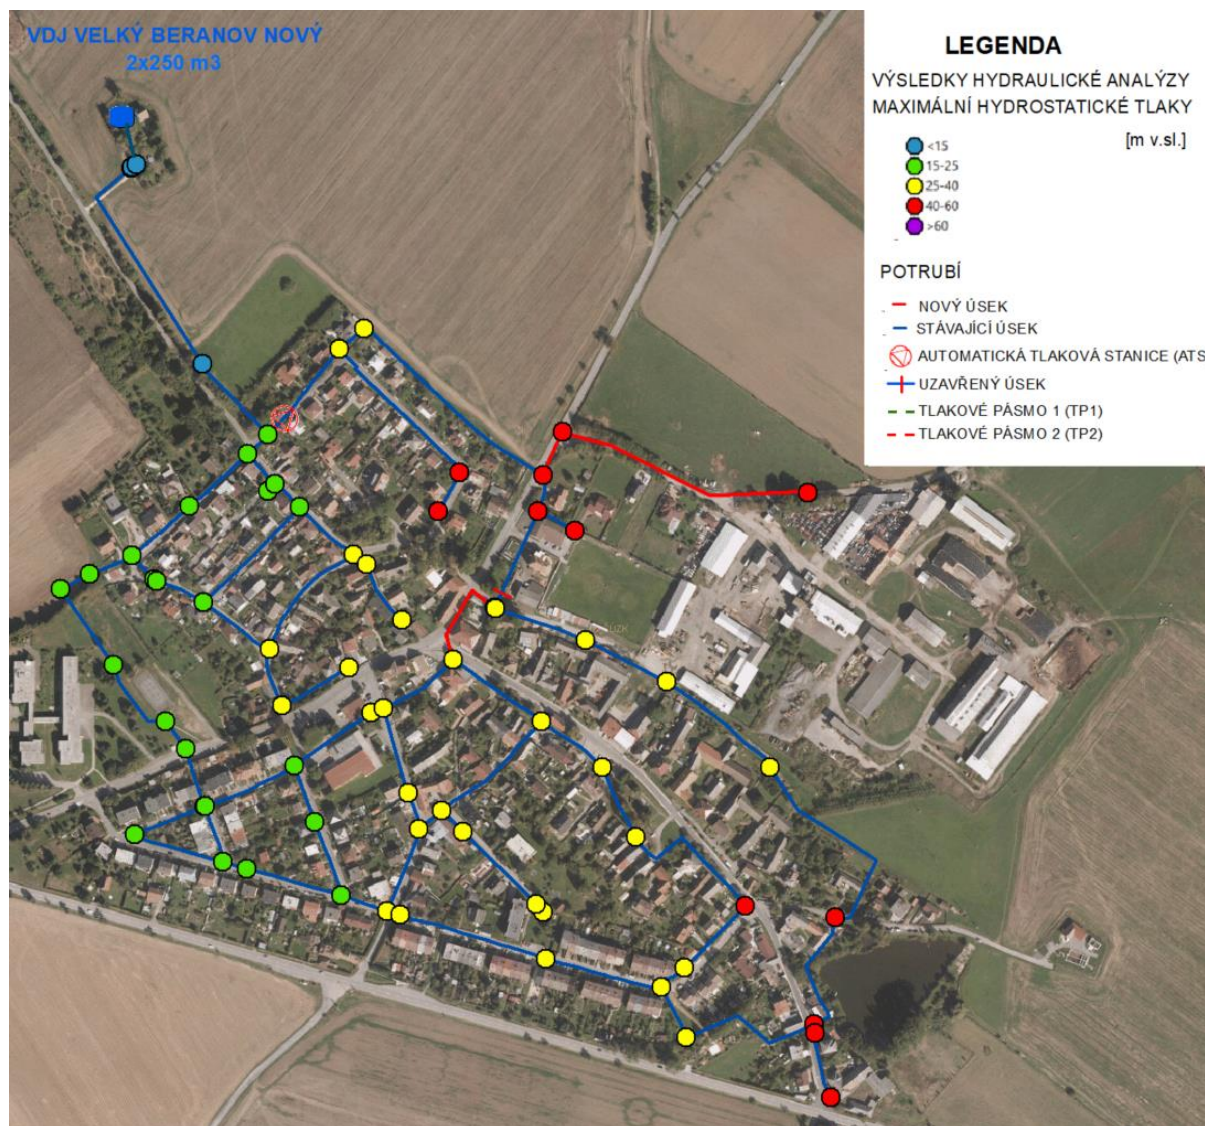 VDJ VELKÝ BERANOV NOVÝ
2x250 m3
LEGENDA
VÝSLEDKY HYDRAULICKÉ ANALÝZY
MAXIMÁLNÍ HYDROSTATICKÉ TLAKY
[m v.sl.]
<15
15-25
25-40
40-60
>60
POTRUBÍ
NOVÝ ÚSEK
STÁVAJÍCÍ ÚSEK
AUTOMATICKÁ TLAKOVÁ STANICE (ATS
UZAVŘENÝ ÚSEK
TLAKOVÉ PÁSMO 1 (TP1)
TLAKOVÉ PÁSMO 2 (TP2)